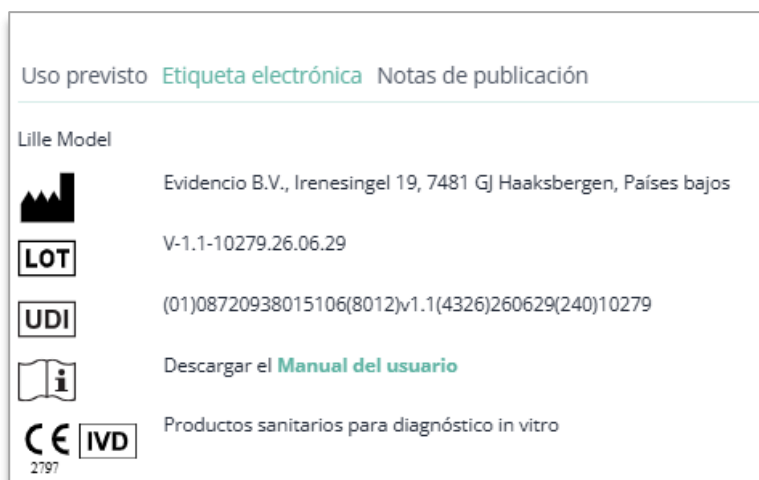 Uso previsto Etiqueta electrónica Notas de publicación
Lille Model
Evidencio B.V., Irenesingel 19, 7481 GJ Haaksbergen, Países bajos
LOT V-1.1-10279.26.06.29
UDI (01)08720938015106(8012)v1.1(4326)260629(240)10279
i Descargar el Manual del usuario
CE IVD Productos sanitarios para diagnóstico in vitro
2797